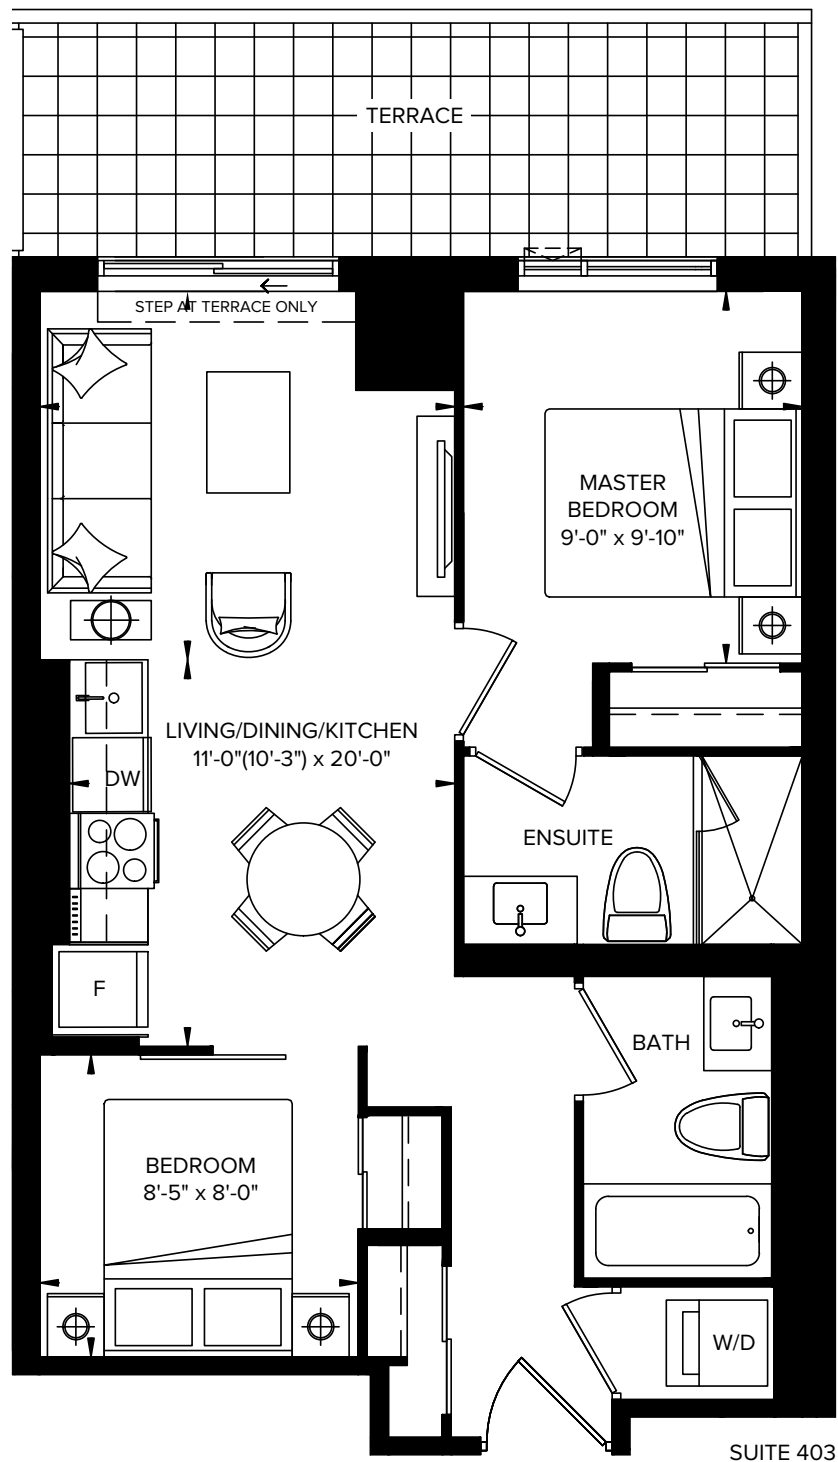 TERRACE
STEP AT TERRACE ONLY
MASTER
BEDROOM
9'-0" x 9'-10"
LIVING/DINING/KITCHEN
11'-0"(10'-3") x 20'-0"
DW
ENSUITE
F
BATH
BEDROOM
8'-5" x 8'-0"
W/D
SUITE 403